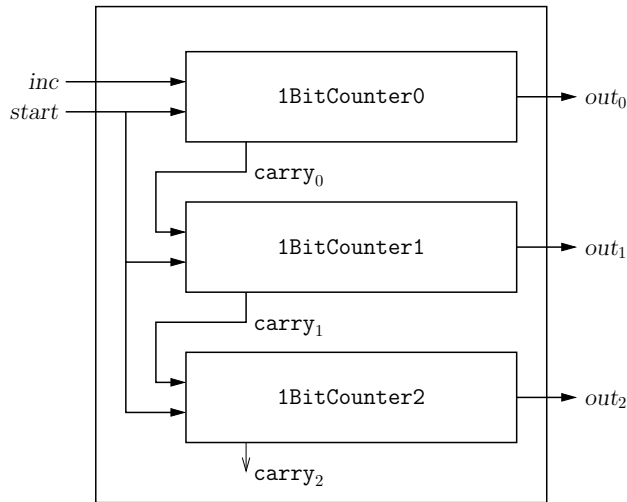 1BitCounter0
inc
start
out₀
carry₀
1BitCounter1
out₁
carry₁
1BitCounter2
out₂
carry₂